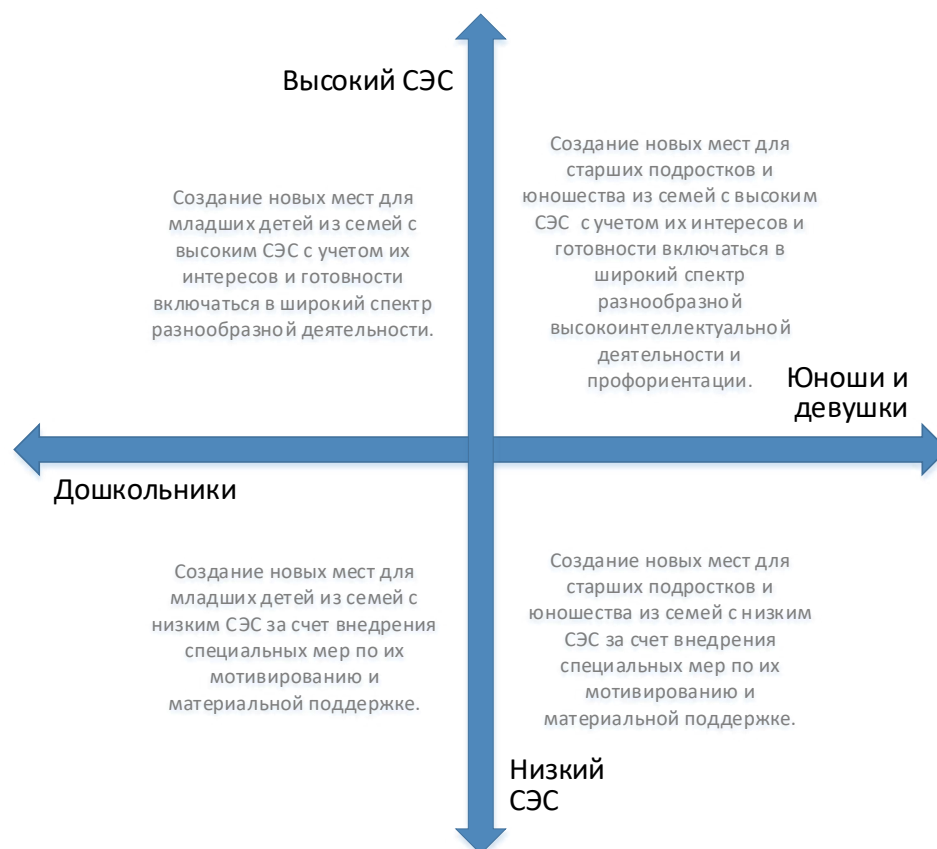 Высокий СЭС
Создание новых мест для
младших детей из семей с
высоким СЭС с учетом их
интересов и готовности
включаться в широкий спектр
разнообразной деятельности.
Создание новых мест для
старших подростков и
юношества из семей с высоким
СЭС с учетом их интересов и
готовности включаться в
широкий спектр
разнообразной
высокоинтеллектуальной
деятельности и
профориентации.
Юноши и
девушки
Дошкольники
Создание новых мест для
младших детей из семей с
низким СЭС за счет внедрения
специальных мер по их
мотивированию и
материальной поддержке.
Создание новых мест для
старших подростков и
юношества из семей с низким
СЭС за счет внедрения
специальных мер по их
мотивированию и
материальной поддержке.
Низкий
СЭС